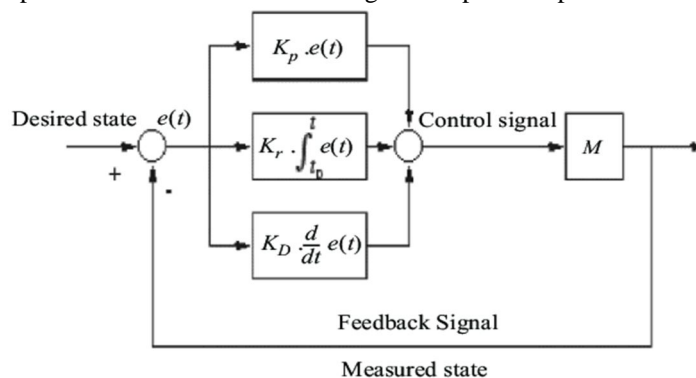 K_p .e(t)
Desired state e(t)
Control signal
+
-
K_r . ∫_{t_0}^{t} e(t)
M
K_D . d/dt e(t)
Feedback Signal
Measured state